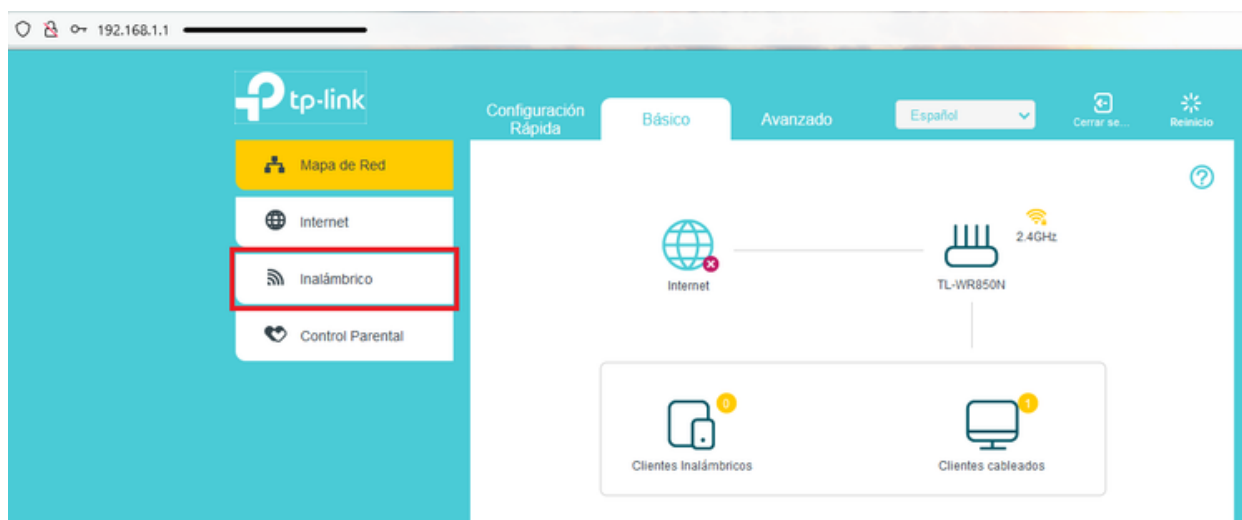 192.168.1.1
tp-link
Configuración
Rápida
Básico
Avanzado
Español
Cerrar se...
Reinicio
Mapa de Red
Internet
Inalámbrico
Control Parental
Internet
2.4GHz
TL-WR850N
0
Clientes Inalámbricos
1
Clientes cableados